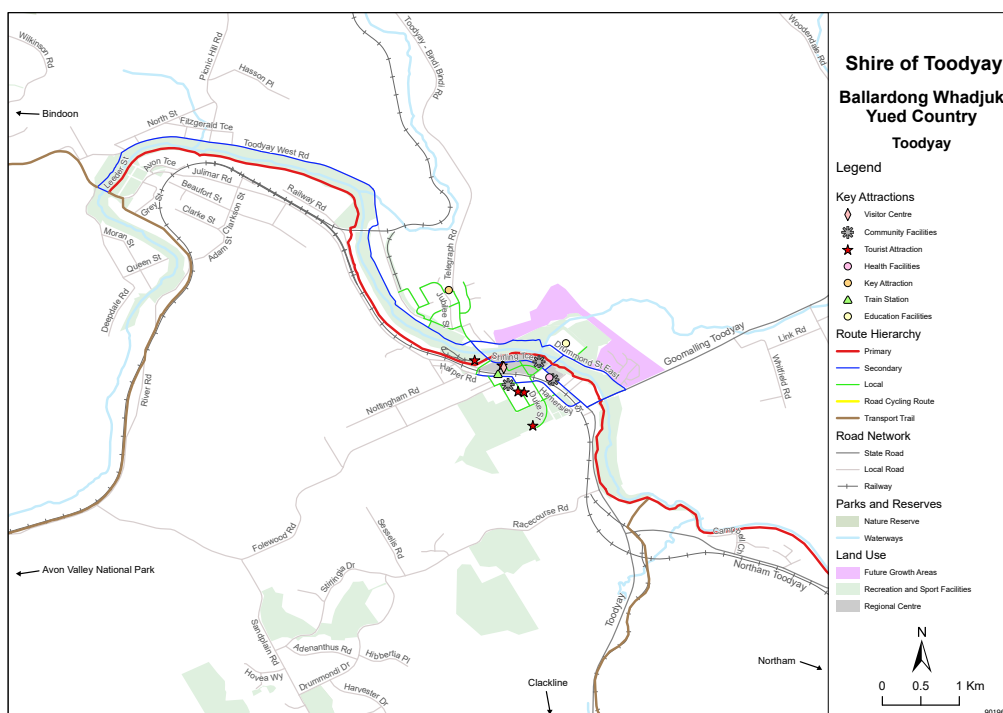 Wilkinson Rd
Picnic Hill Rd
Hasson Pl
Toodyay - Bindi Bindi Rd
Woodendale Rd
Bindoon
North St
Fitzgerald Tce
Toodyay West Rd
Leeder St
Avon Tce
Julimar Rd
Beaufort St
Railway Rd
Grey St
Clarke St
Clarkson St
Adam St
Moran St
Queen St
Deepdale Rd
River Rd
Telegraph Rd
Jubilee St
Stirling Tce
Drummond St East
Goomalling Toodyay
Link Rd
Whitfield Rd
Harper Rd
Nottingham Rd
Duke St
Hamersley St
Folewood Rd
Sesselis Rd
Racecourse Rd
Campbell Ch
Northam Toodyay
Avon Valley National Park
Stirlingia Dr
Toodyay
Sandplain Rd
Adenanthus Rd
Hibbertia Pl
Hovea Wy
Drummondi Dr
Harvester Dr
Clackline
Northam
Shire of Toodyay
Ballardong Whadjuk
Yued Country
Toodyay
Legend
Key Attractions
Visitor Centre
Community Facilities
Tourist Attraction
Health Facilities
Key Attraction
Train Station
Education Facilities
Route Hierarchy
Primary
Secondary
Local
Road Cycling Route
Transport Trail
Road Network
State Road
Local Road
Railway
Parks and Reserves
Nature Reserve
Waterways
Land Use
Future Growth Areas
Recreation and Sport Facilities
Regional Centre
N
0 0.5 1 Km
90196